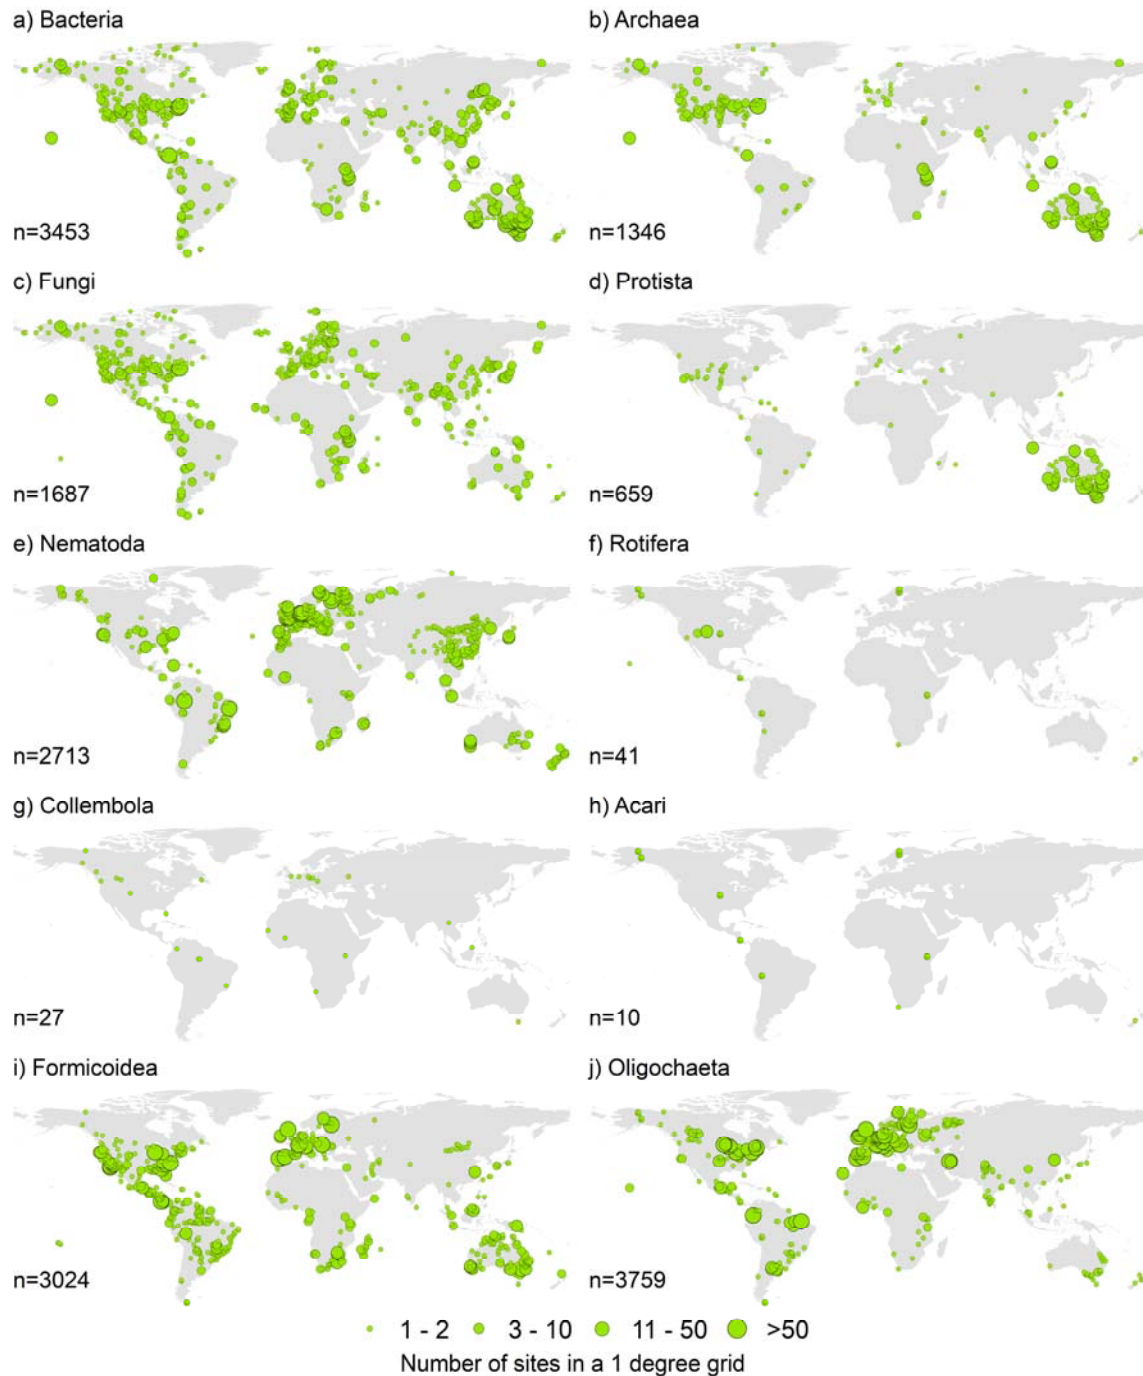 a) Bacteria
b) Archaea
n=3453
n=1346
c) Fungi
d) Protista
n=1687
n=659
e) Nematoda
f) Rotifera
n=2713
n=41
g) Collembola
h) Acari
n=27
n=10
i) Formicoidea
j) Oligochaeta
n=3024
n=3759
1 - 2 3 - 10 11 - 50 >50
Number of sites in a 1 degree grid